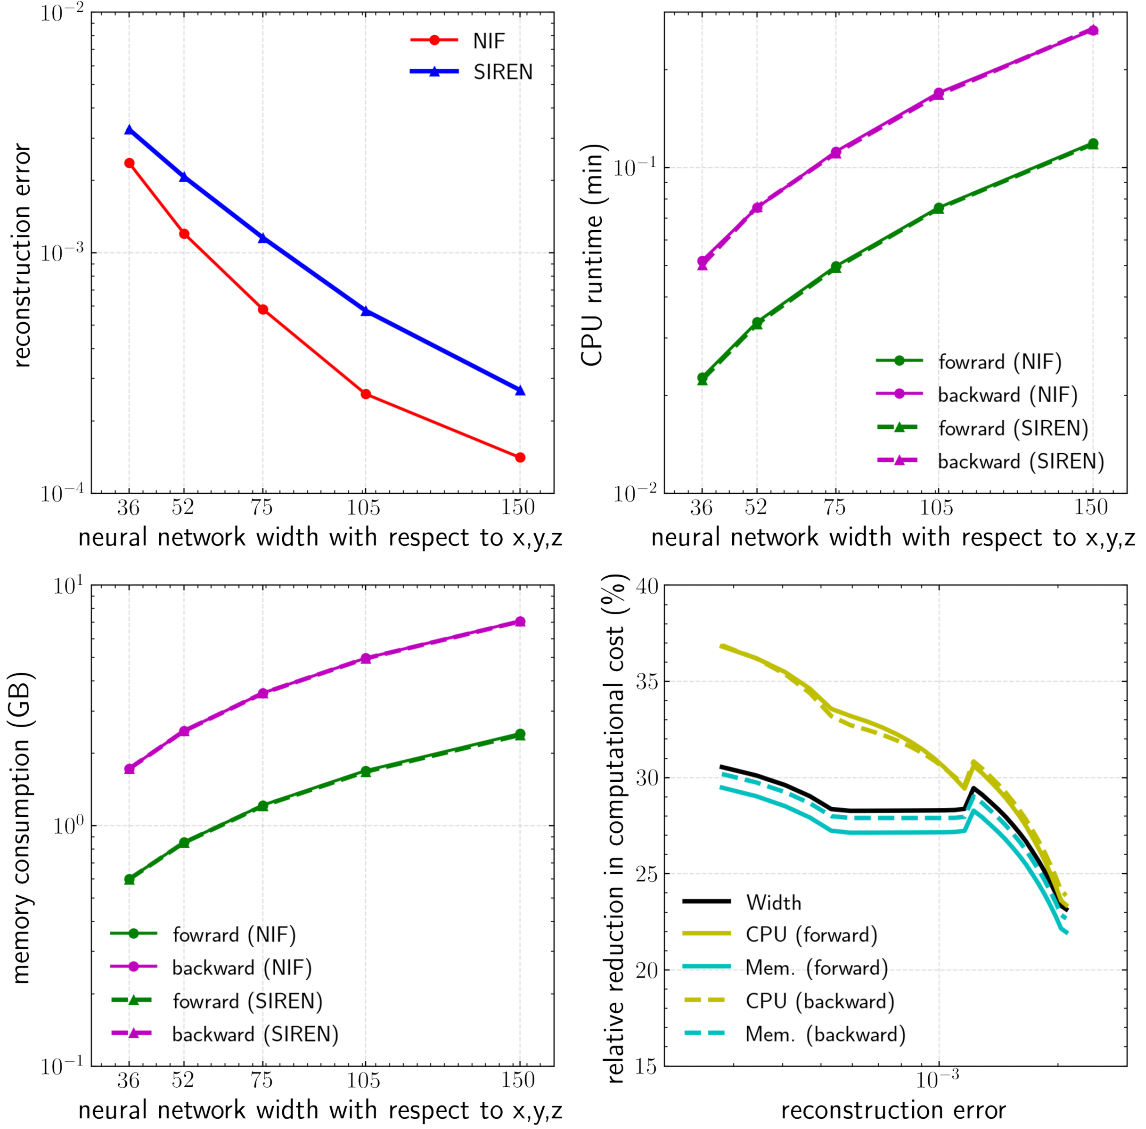 reconstruction error
10⁻²
10⁻³
10⁻⁴
NIF
SIREN
36 52 75 105 150
neural network width with respect to x,y,z
CPU runtime (min)
10⁻¹
10⁻²
fowrard (NIF)
backward (NIF)
fowrard (SIREN)
backward (SIREN)
36 52 75 105 150
neural network width with respect to x,y,z
memory consumption (GB)
10¹
10⁰
10⁻¹
fowrard (NIF)
backward (NIF)
fowrard (SIREN)
backward (SIREN)
36 52 75 105 150
neural network width with respect to x,y,z
relative reduction in computational cost (%)
40
35
30
25
20
15
Width
CPU (forward)
Mem. (forward)
CPU (backward)
Mem. (backward)
10⁻³
reconstruction error